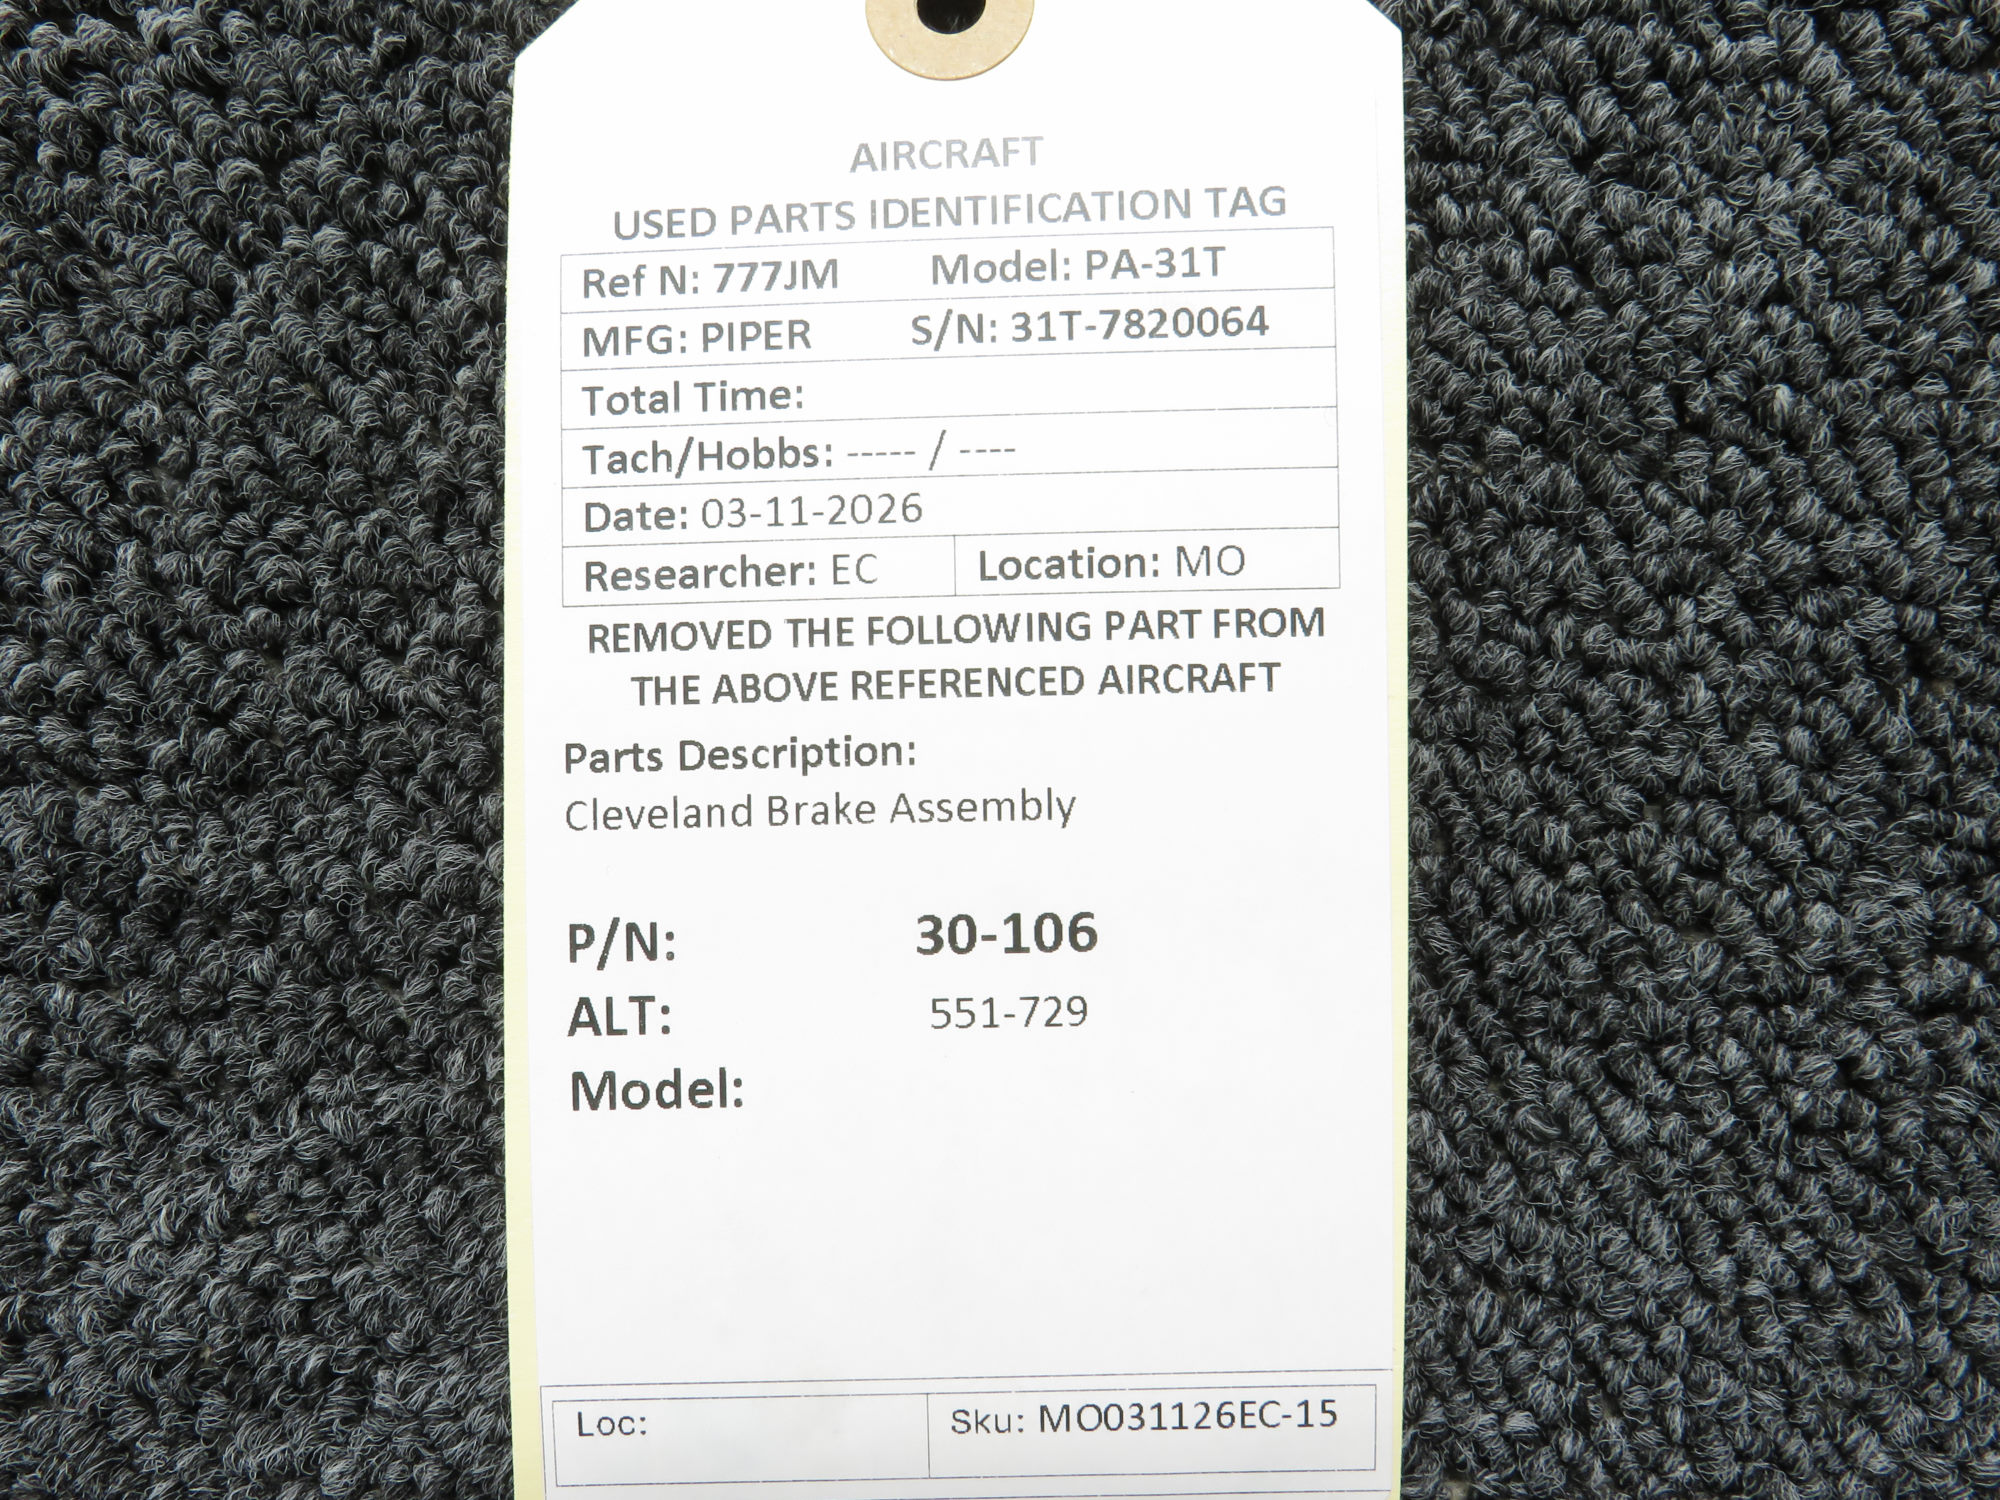 AIRCRAFT
USED PARTS IDENTIFICATION TAG
Ref N: 777JM Model: PA-31T
MFG: PIPER S/N: 31T-7820064
Total Time:
Tach/Hobbs: ----- / ----
Date: 03-11-2026
Researcher: EC Location: MO
REMOVED THE FOLLOWING PART FROM
THE ABOVE REFERENCED AIRCRAFT
Parts Description:
Cleveland Brake Assembly
P/N: 30-106
ALT: 551-729
Model:
Loc: Sku: MO031126EC-15